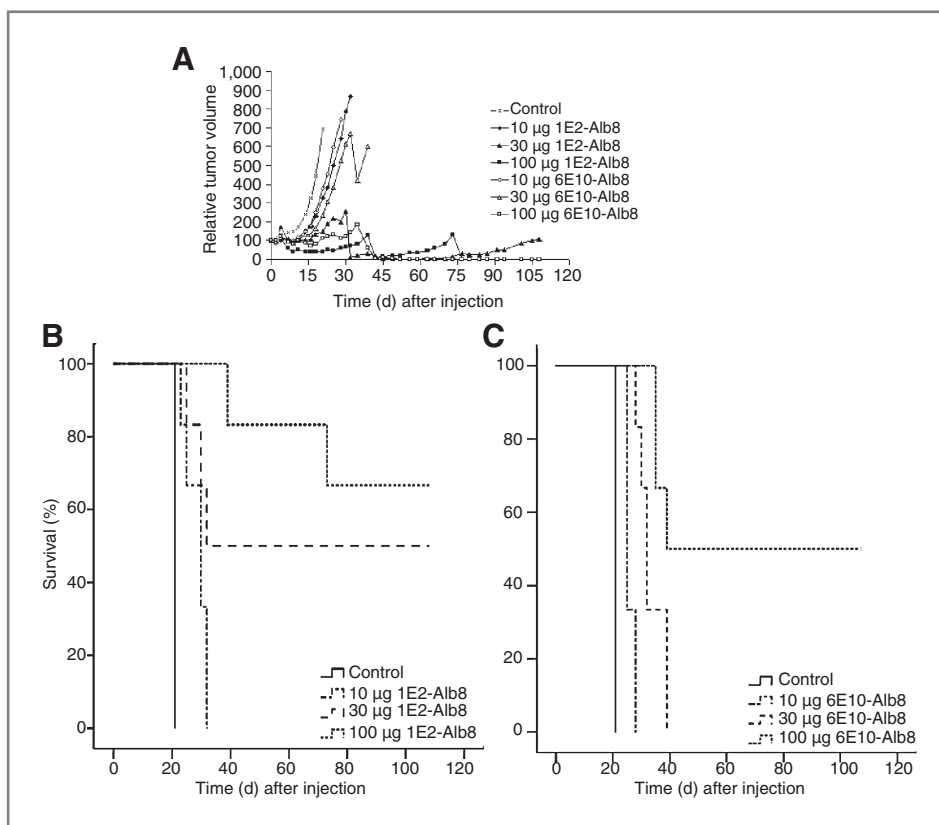 A
1,000
900
800
700
600
500
400
300
200
100
0
Relative tumor volume
0 15 30 45 60 75 90 105 120
Time (d) after injection
Control
10 µg 1E2-Alb8
30 µg 1E2-Alb8
100 µg 1E2-Alb8
10 µg 6E10-Alb8
30 µg 6E10-Alb8
100 µg 6E10-Alb8
B
100
80
60
40
20
0
Survival (%)
0 20 40 60 80 100 120
Time (d) after injection
Control
10 µg 1E2-Alb8
30 µg 1E2-Alb8
100 µg 1E2-Alb8
C
100
80
60
40
20
0
0 20 40 60 80 100 120
Time (d) after injection
Control
10 µg 6E10-Alb8
30 µg 6E10-Alb8
100 µg 6E10-Alb8